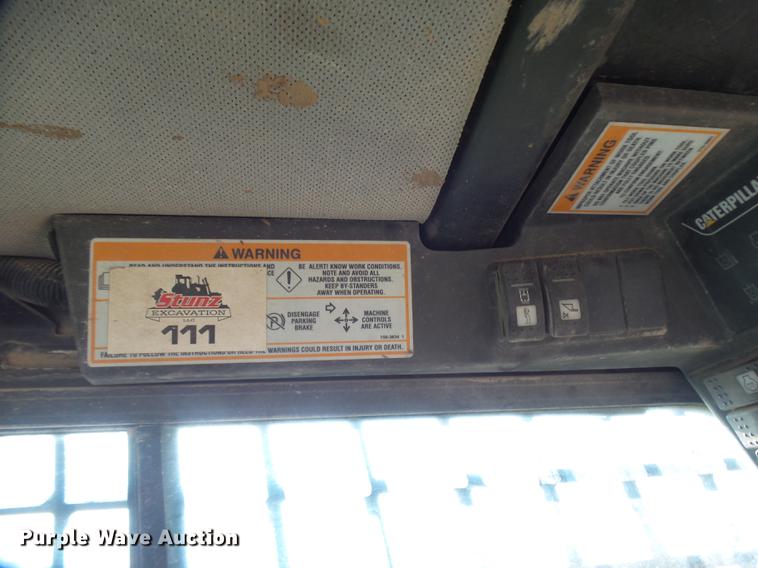 WARNING
READ AND UNDERSTAND THE INSTRUCTIONS AND
BE ALERT! KNOW WORK CONDITIONS.
NOTE AND AVOID ALL
HAZARDS AND OBSTRUCTIONS.
KEEP BY-STANDERS
AWAY WHEN OPERATING.
Stunz
EXCAVATION
LLC
111
DISENGAGE
PARKING
BRAKE
MACHINE
CONTROLS
ARE ACTIVE
FAILURE TO FOLLOW THE INSTRUCTIONS OR HEED THE WARNINGS COULD RESULT IN INJURY OR DEATH.
WARNING
CATERPILLA
Purple Wave Auction